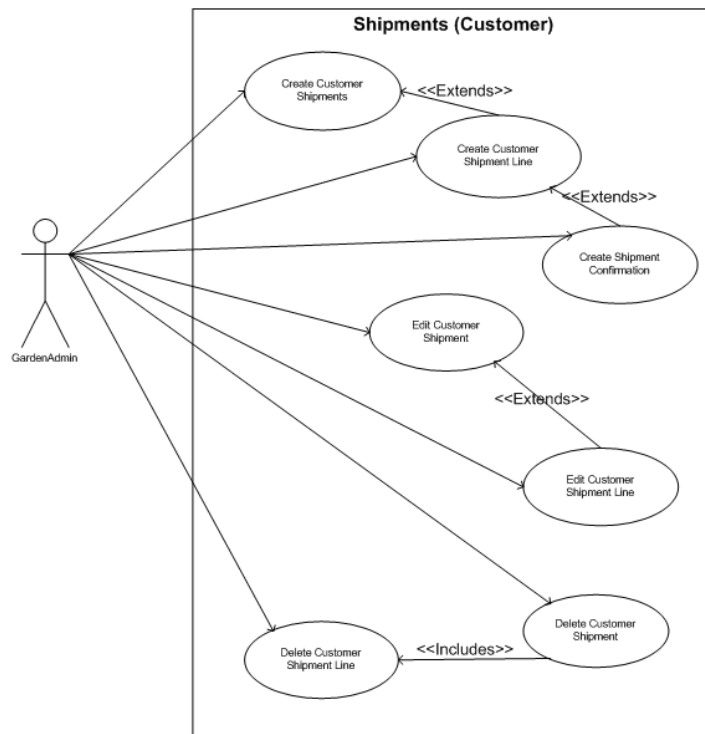 Shipments (Customer)
Create Customer
Shipments
<<Extends>>
Create Customer
Shipment Line
<<Extends>>
Create Shipment
Confirmation
GardenAdmin
Edit Customer
Shipment
<<Extends>>
Edit Customer
Shipment Line
Delete Customer
Shipment
<<Includes>>
Delete Customer
Shipment Line